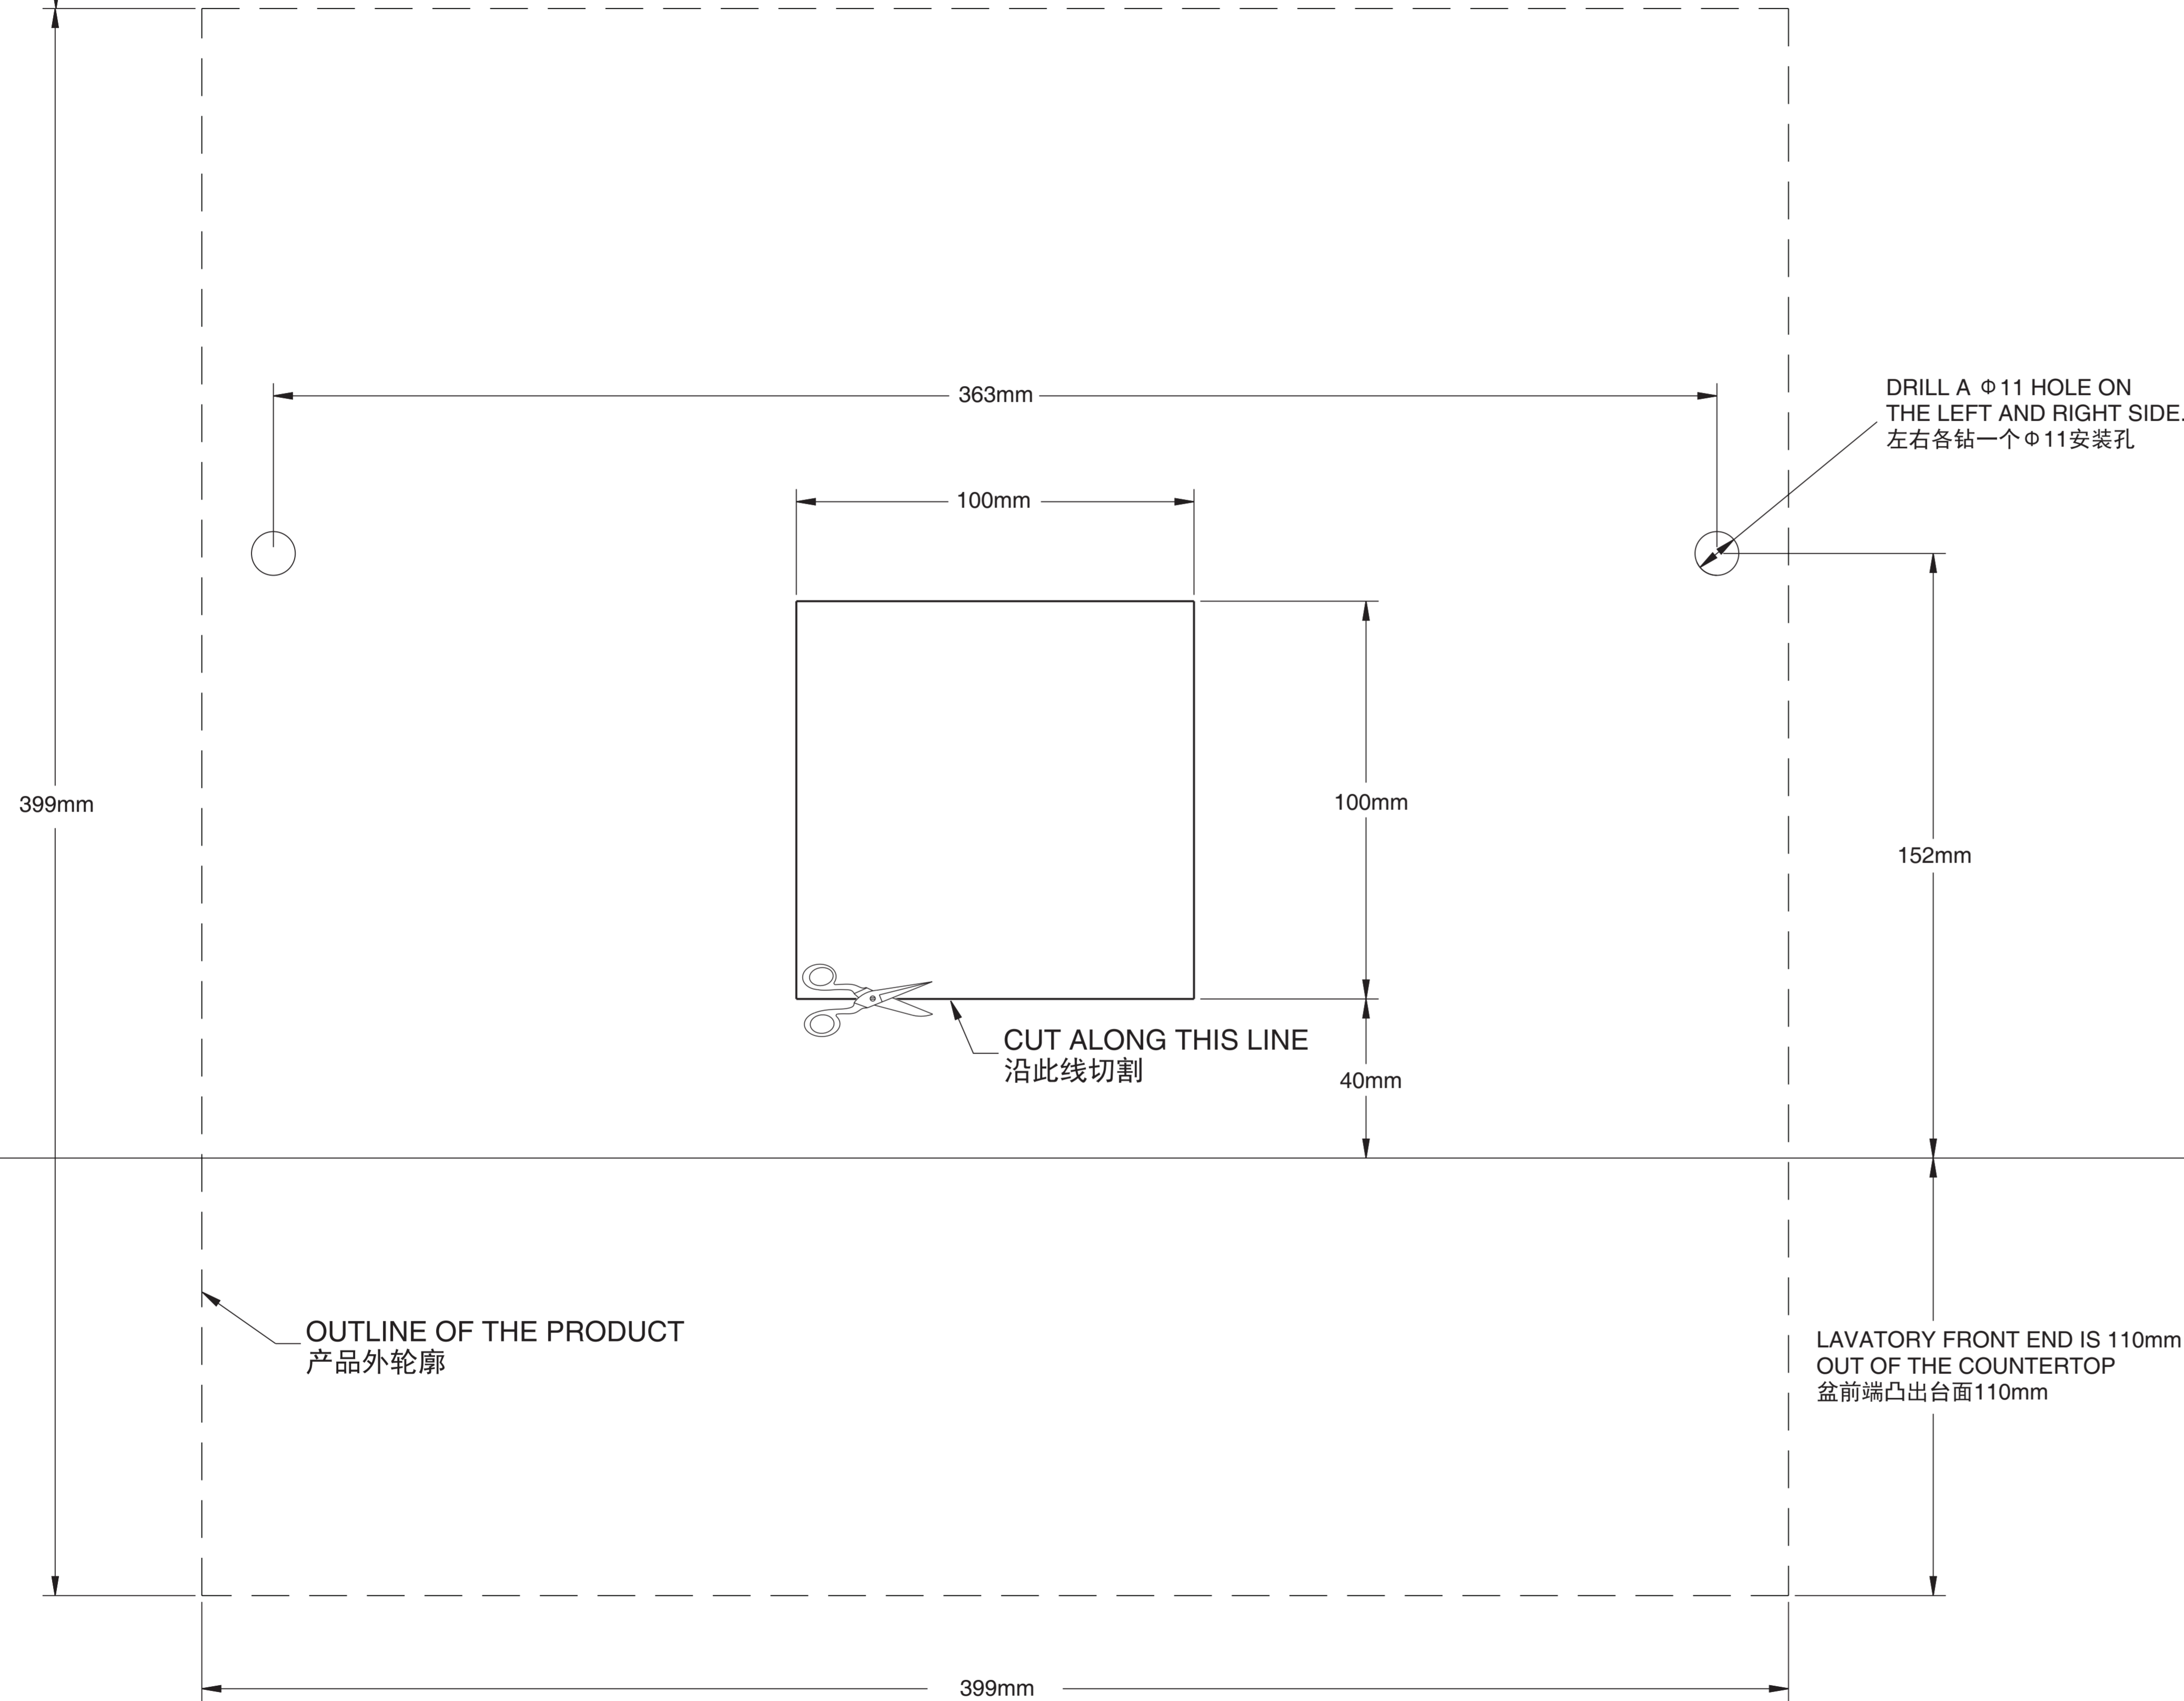 363mm
DRILL A Φ11 HOLE ON
THE LEFT AND RIGHT SIDE.
左右各钻一个Φ11安装孔
100mm
399mm
100mm
152mm
CUT ALONG THIS LINE
沿此线切割
40mm
OUTLINE OF THE PRODUCT
产品外轮廓
LAVATORY FRONT END IS 110mm
OUT OF THE COUNTERTOP
盆前端凸出台面110mm
399mm